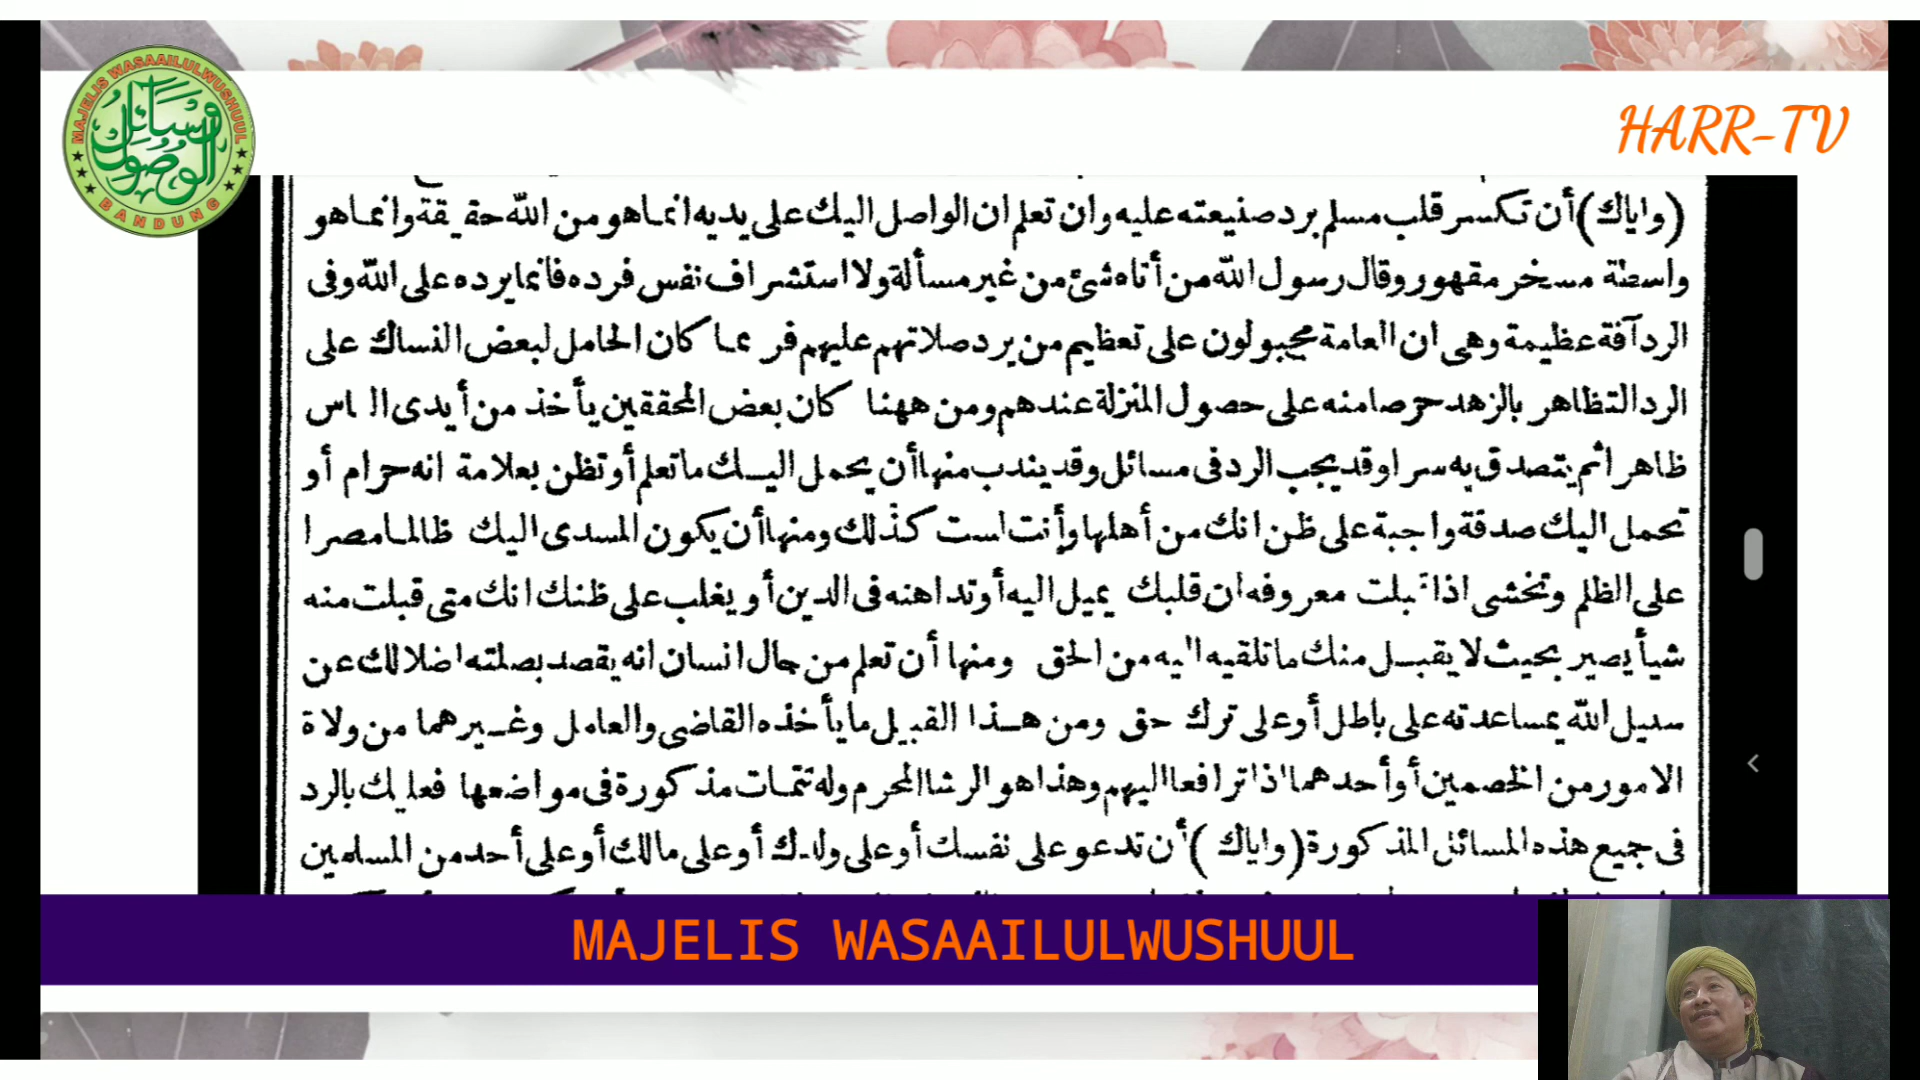 MAJELIS WASAAILULWUSHUUL
وسائل الوصول
BANDUNG
HARR-TV
(واياك) أن تكسر قلب مسلم برد صنيعته عليه وان تعلم ان الواصل اليك على يديه انما هو من الله حقيقة وانما هو
واسطة مسخر مقهور وقال رسول الله من أتاه شئ من غير مسألة ولا استشراف نفس فرده فانما يرده على الله وفى
الرد آفة عظيمة وهى ان العامة مجبولون على تعظيم من يرد صلاتهم عليهم فر مما كان الحامل لبعض النساك على
الرد التظاهر بالزهد حرصا منه على حصول المنزلة عندهم ومن ههنا كان بعض المحققين يأخذ من أيدى الناس
ظاهرا ثم يتصدق به سرا وقد يجب الرد فى مسائل وقد يندب منها أن يحمل اليك ما تعلم أو تظن بعلامة انه حرام أو
تحمل اليك صدقة واجبة على ظن انك من أهلها وأنت لست كذلك ومنها أن يكون المسدى اليك ظالما مصرا
على الظلم وتخشى اذا قبلت معروفه ان قلبك يميل اليه أو تداهنه فى الدين أو يغلب على ظنك انك متى قبلت منه
شيأ يصير بحيث لا يقبل منك ما تلقيه اليه من الحق ومنها أن تعلم من حال انسان انه يقصد بصلته اضلالك عن
سبيل الله بمساعدته على باطل أو على ترك حق ومن هذا القبيل ما يأخذه القاضى والعامل وغيرهما من ولاة
الامور من الخصمين أو أحدهما اذا ترافعا اليهم وهذا هو الرشا المحرم وله تتمات مذكورة فى مواضعها فعليك بالرد
فى جميع هذه المسائل المذكورة (واياك) أن تدعو على نفسك أو على ولدك أو على مالك أو على أحد من المسلمين
MAJELIS WASAAILULWUSHUUL